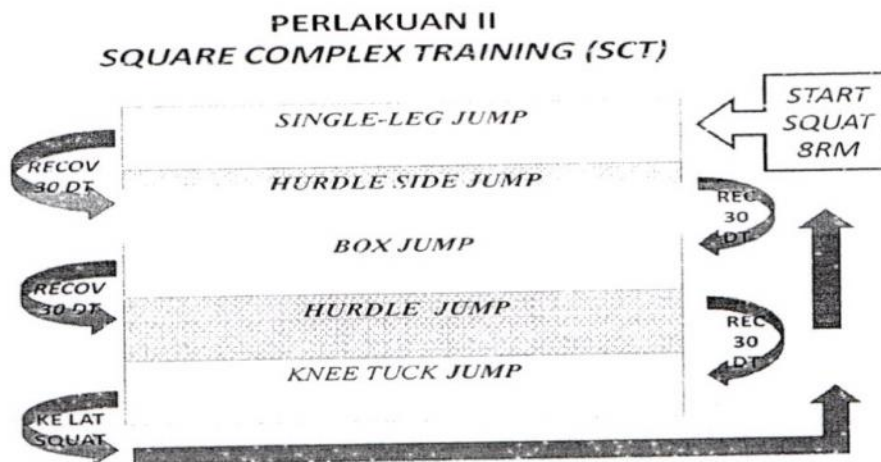 PERLAKUAN II
SQUARE COMPLEX TRAINING (SCT)
START
SQUAT
8RM
SINGLE-LEG JUMP
RECOV
30 DT
HURDLE SIDE JUMP
REC
30
DT
BOX JUMP
RECOV
30 DT
HURDLE JUMP
REC
30
DT
KNEE TUCK JUMP
KE LAT
SQUAT